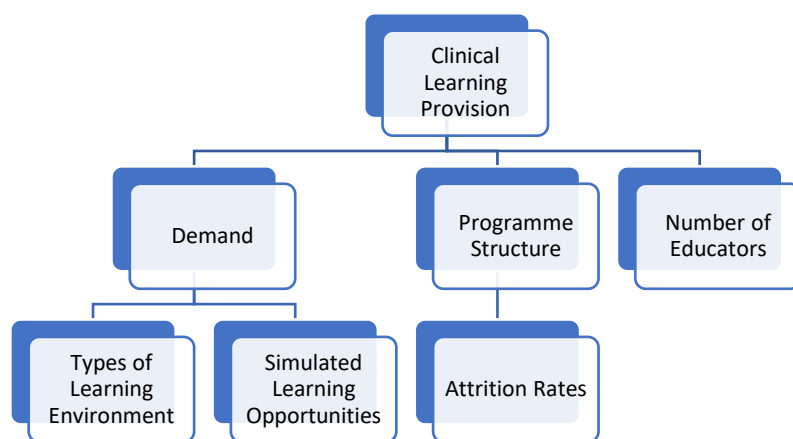 Clinical
Learning
Provision
Demand
Programme
Structure
Number of
Educators
Types of
Learning
Environment
Simulated
Learning
Opportunities
Attrition Rates